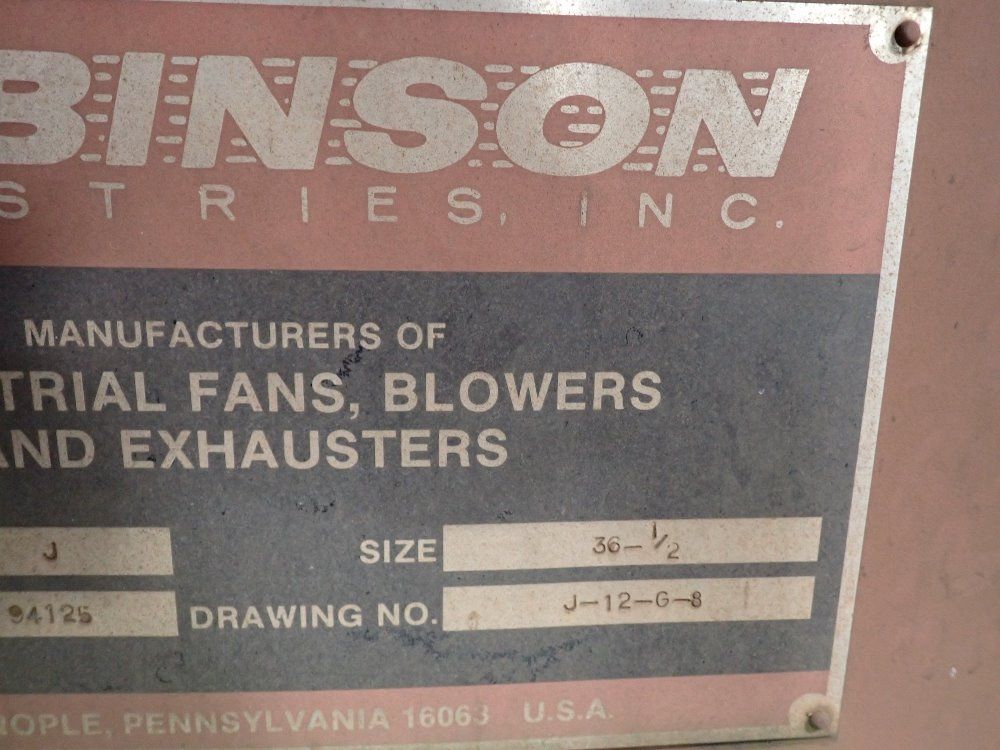 BINSON
STRIES, INC.
MANUFACTURERS OF
TRIAL FANS, BLOWERS
AND EXHAUSTERS
J SIZE 36-1/2
94125 DRAWING NO. J-12-G-8
NOPLE, PENNSYLVANIA 16063 U.S.A.